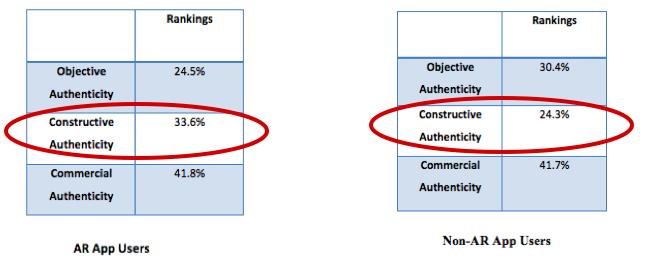 Rankings
Objective 24.5%
Authenticity
Constructive 33.6%
Authenticity
Commercial 41.8%
Authenticity
AR App Users
Rankings
Objective 30.4%
Authenticity
Constructive 24.3%
Authenticity
Commercial 41.7%
Authenticity
Non-AR App Users